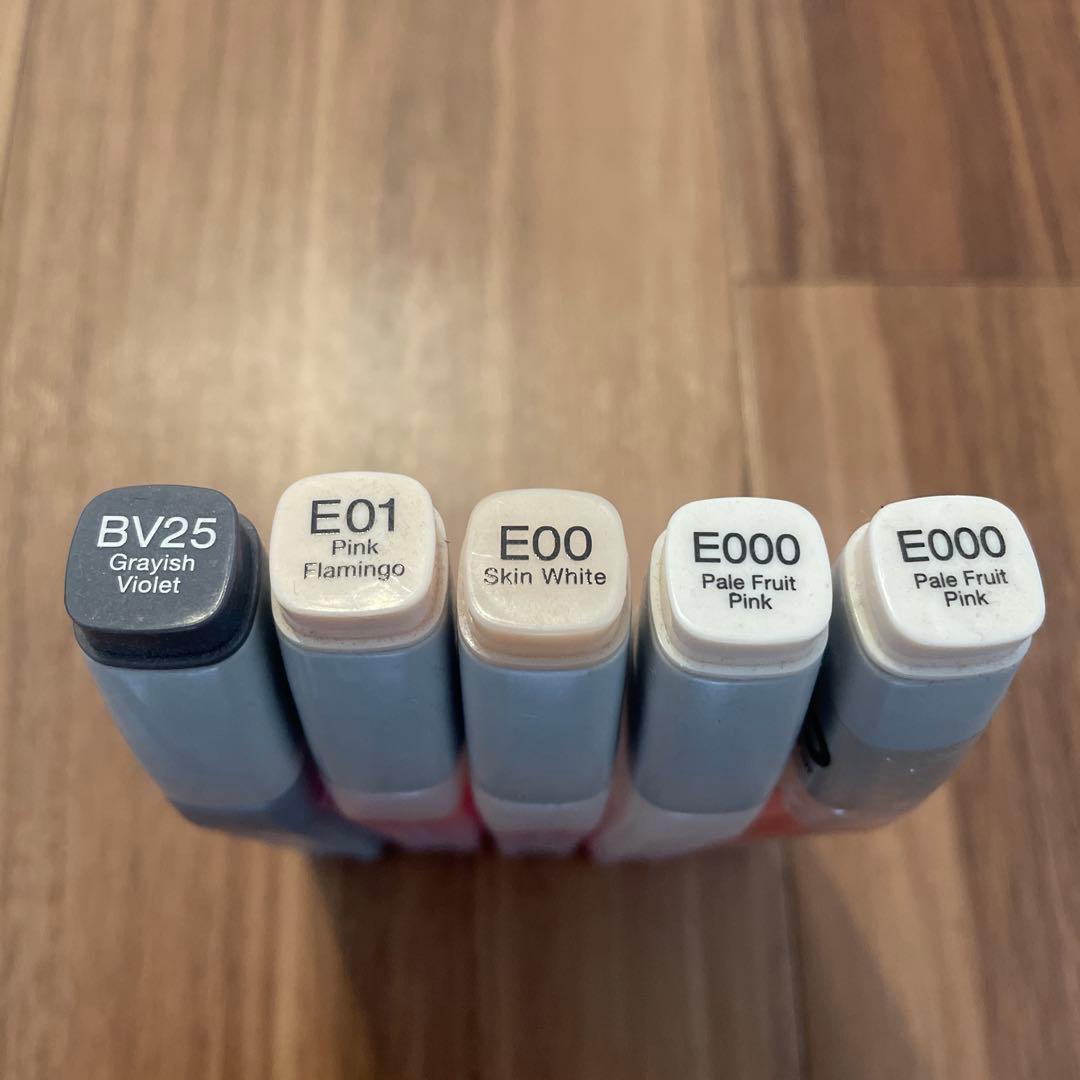 BV25
Grayish
Violet
E01
Pink
Flamingo
E00
Skin White
E000
Pale Fruit
Pink
E000
Pale Fruit
Pink